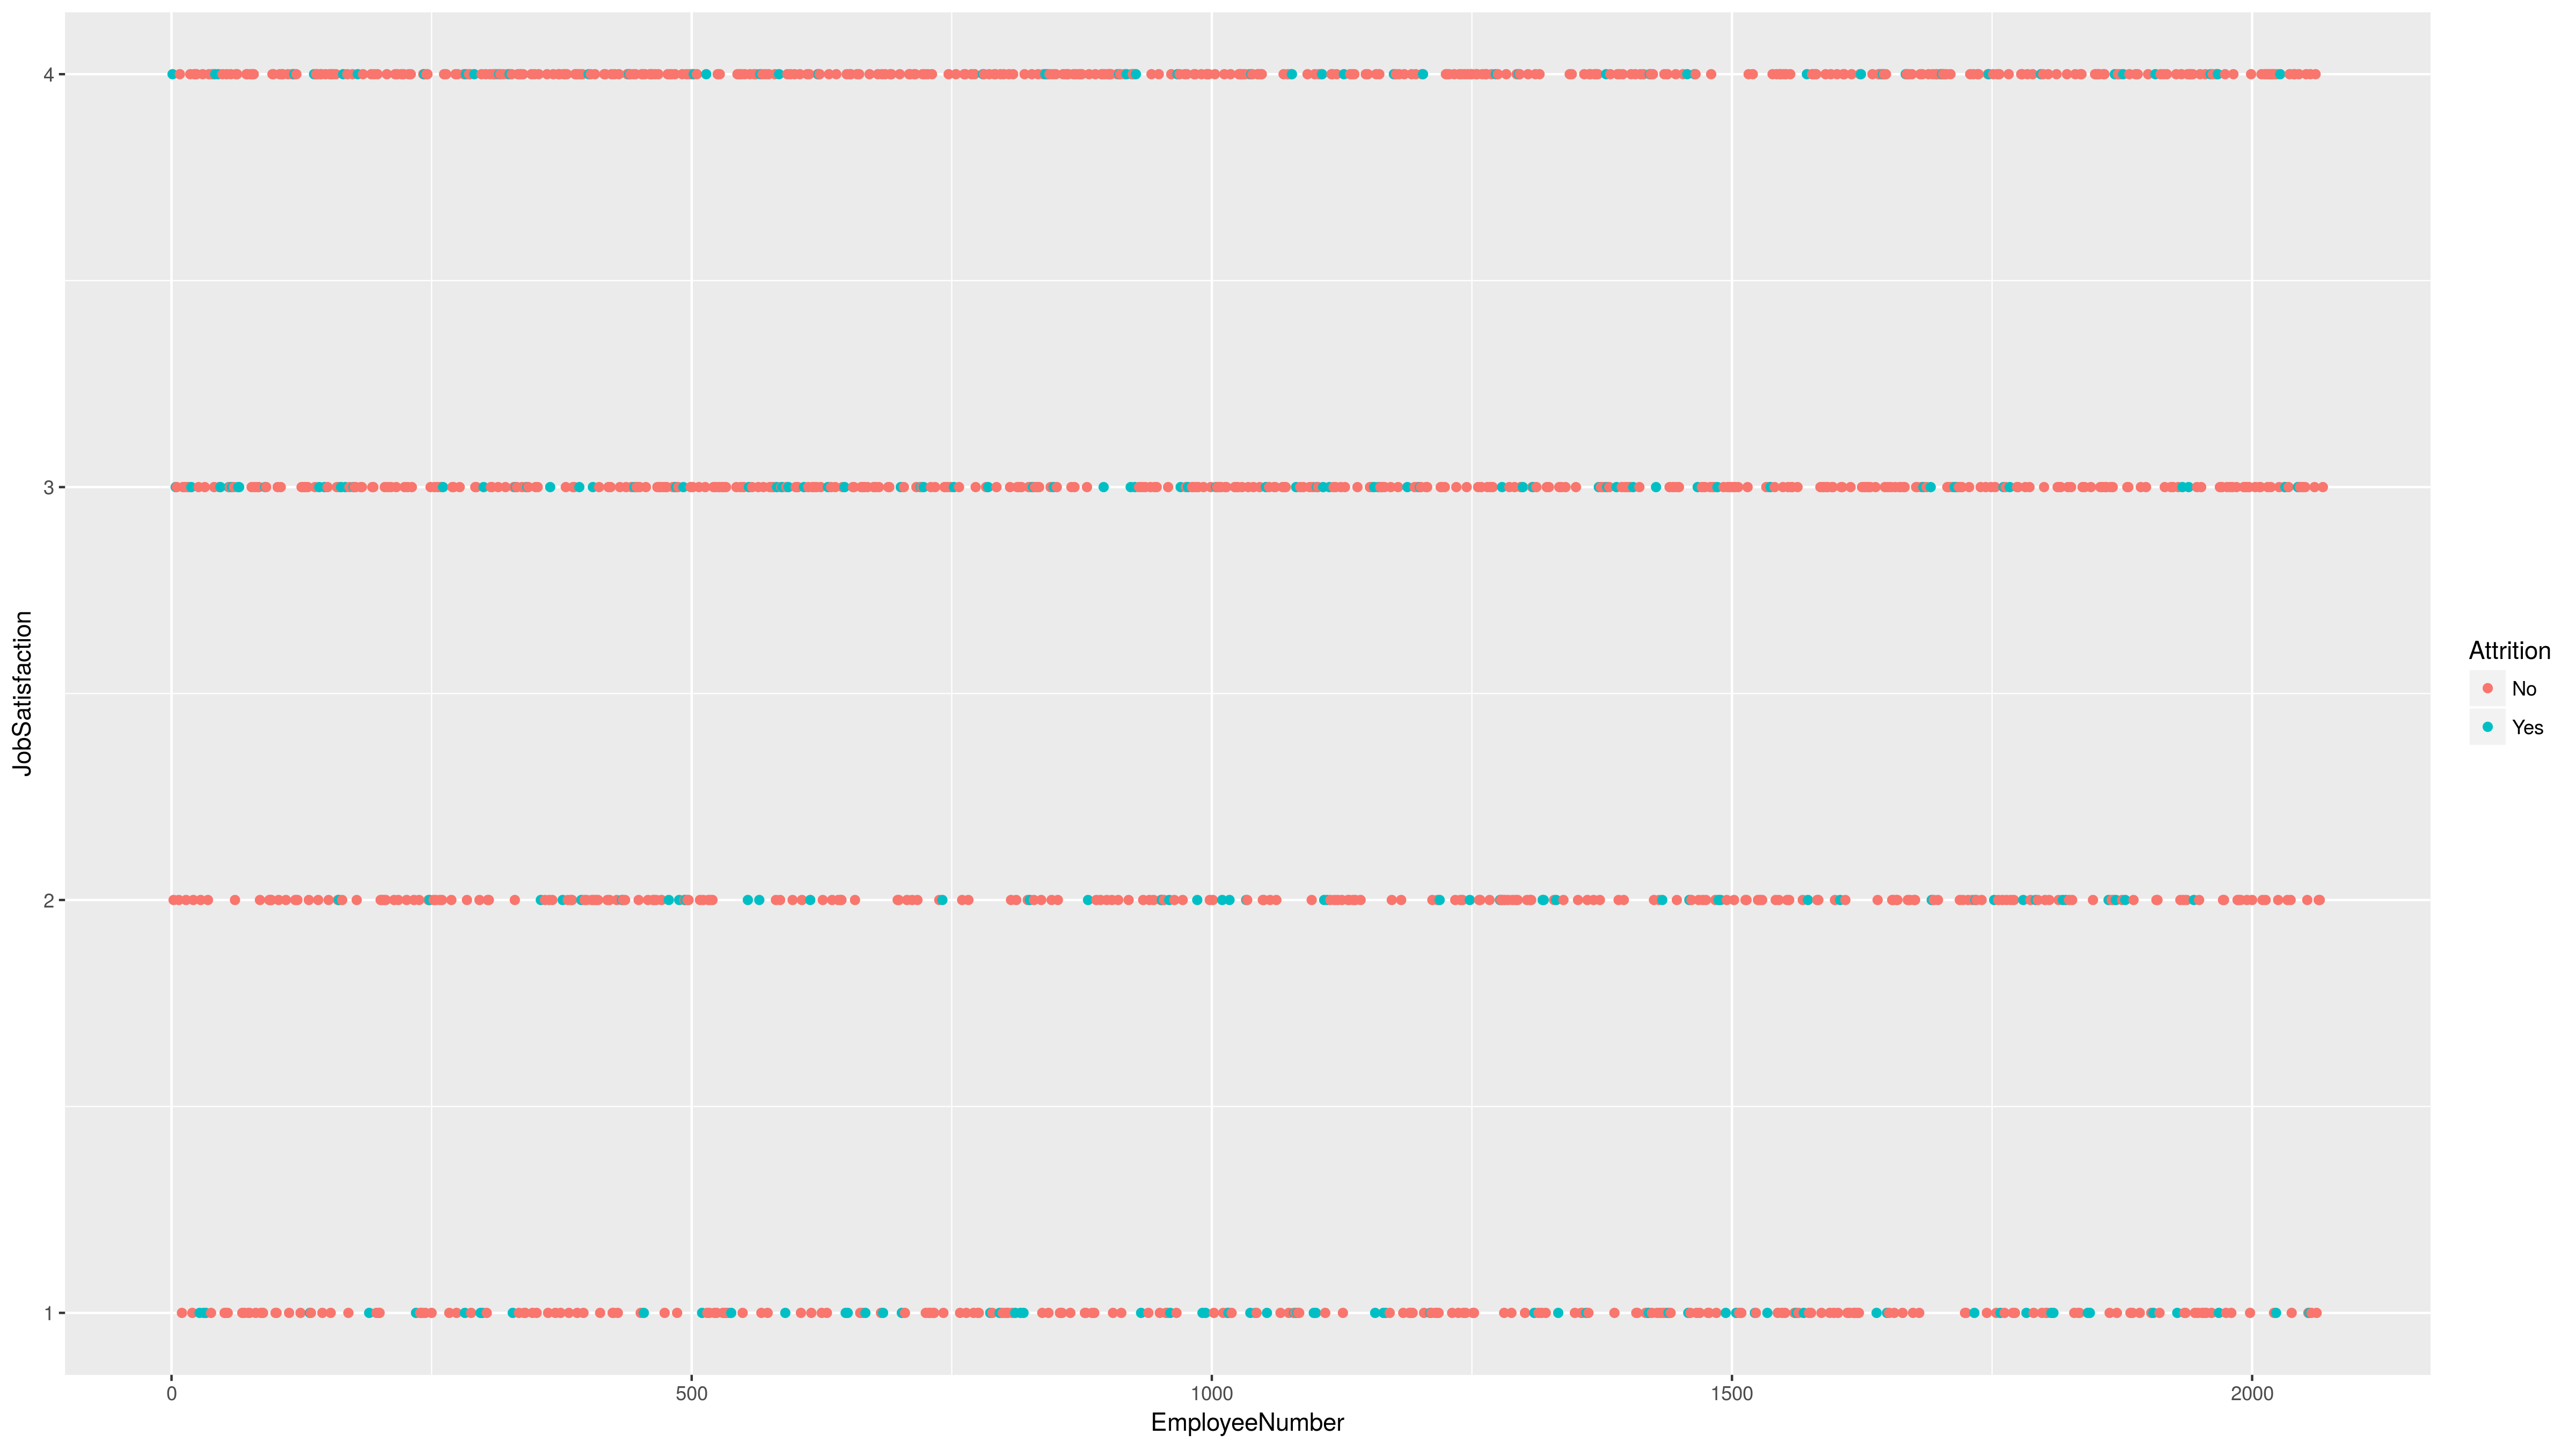 4
3
2
1
JobSatisfaction
0 500 1000 1500 2000
EmployeeNumber
Attrition
No
Yes